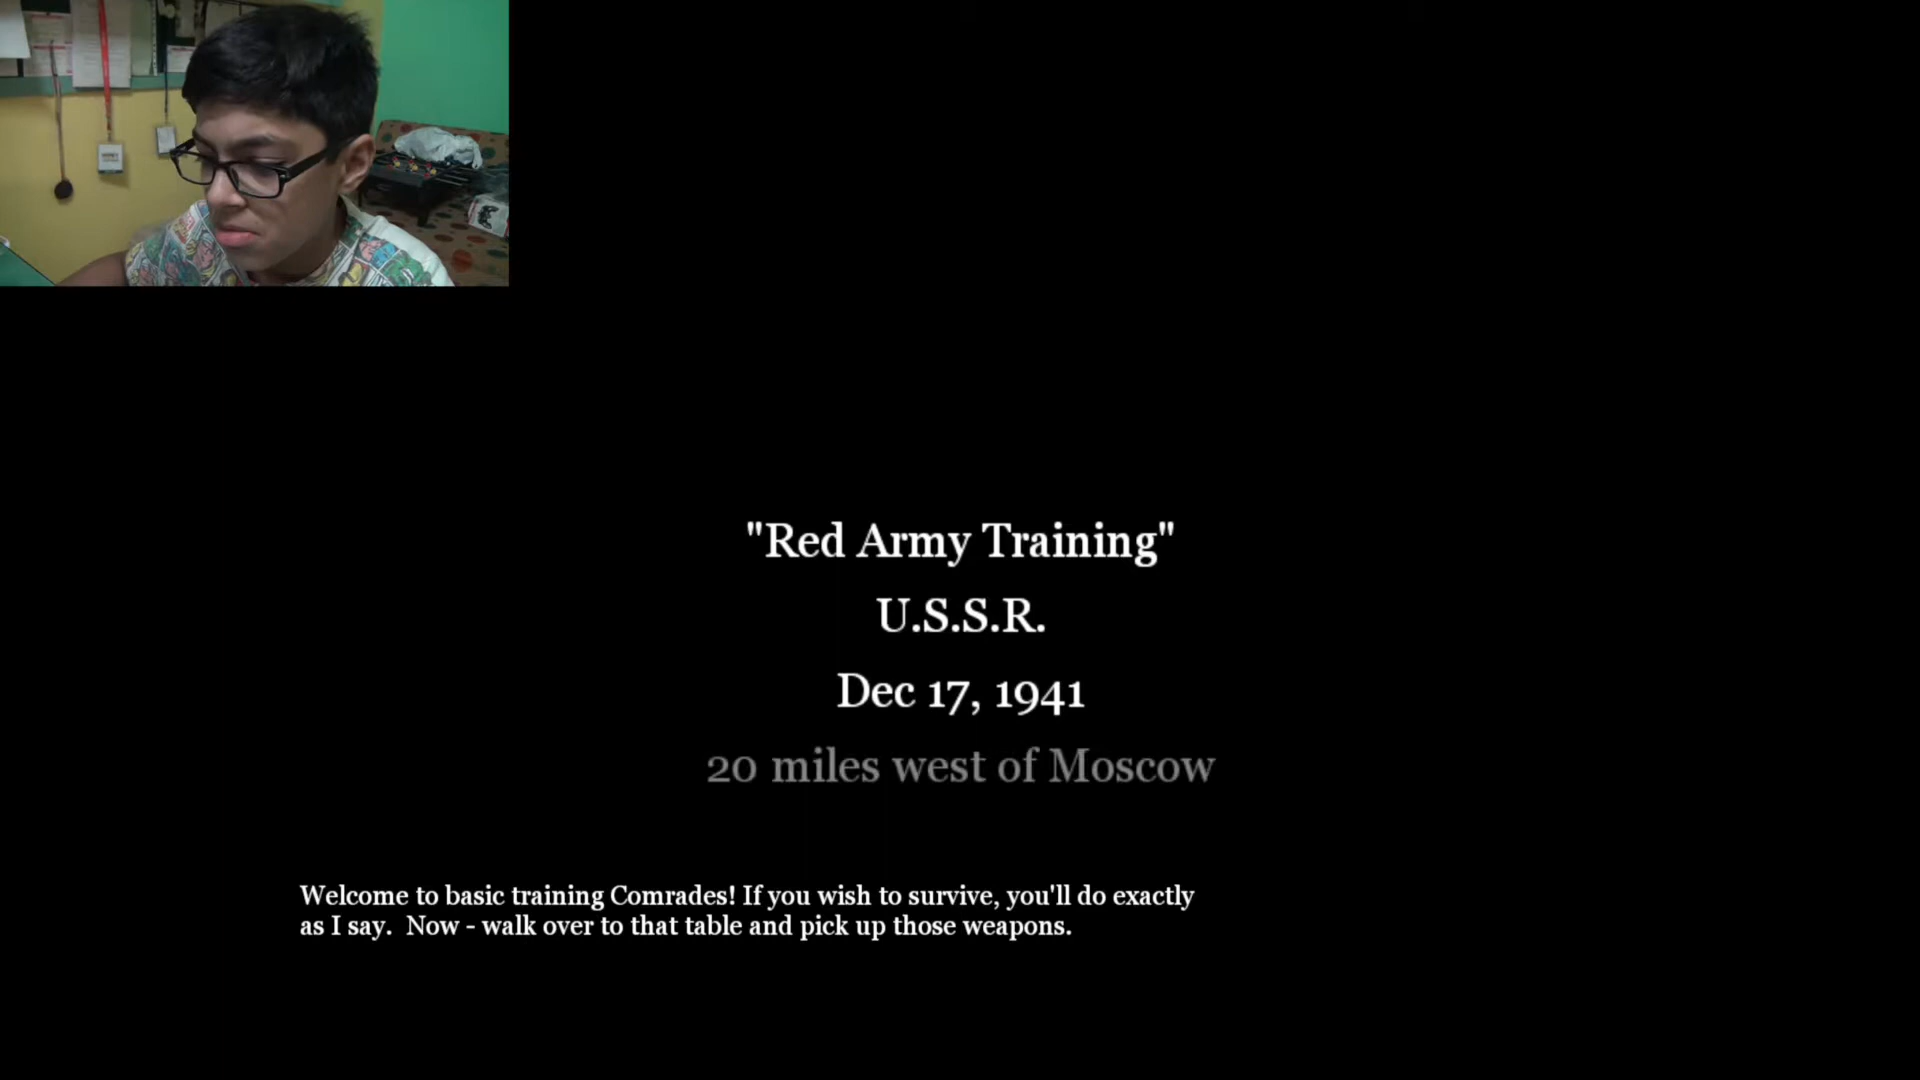 "Red Army Training"
U.S.S.R.
Dec 17, 1941
20 miles west of Moscow
Welcome to basic training Comrades! If you wish to survive, you'll do exactly
as I say.  Now - walk over to that table and pick up those weapons.